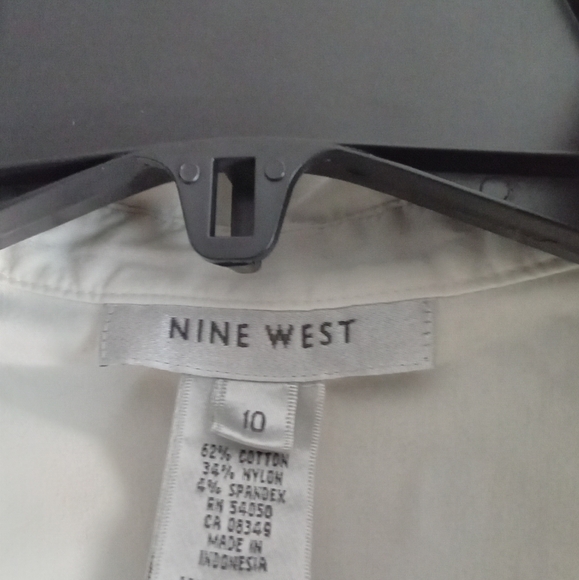 NINE WEST
10
62% COTTON
34% NYLON
4% SPANDEX
RN 54050
CA 08349
MADE IN
INDONESIA